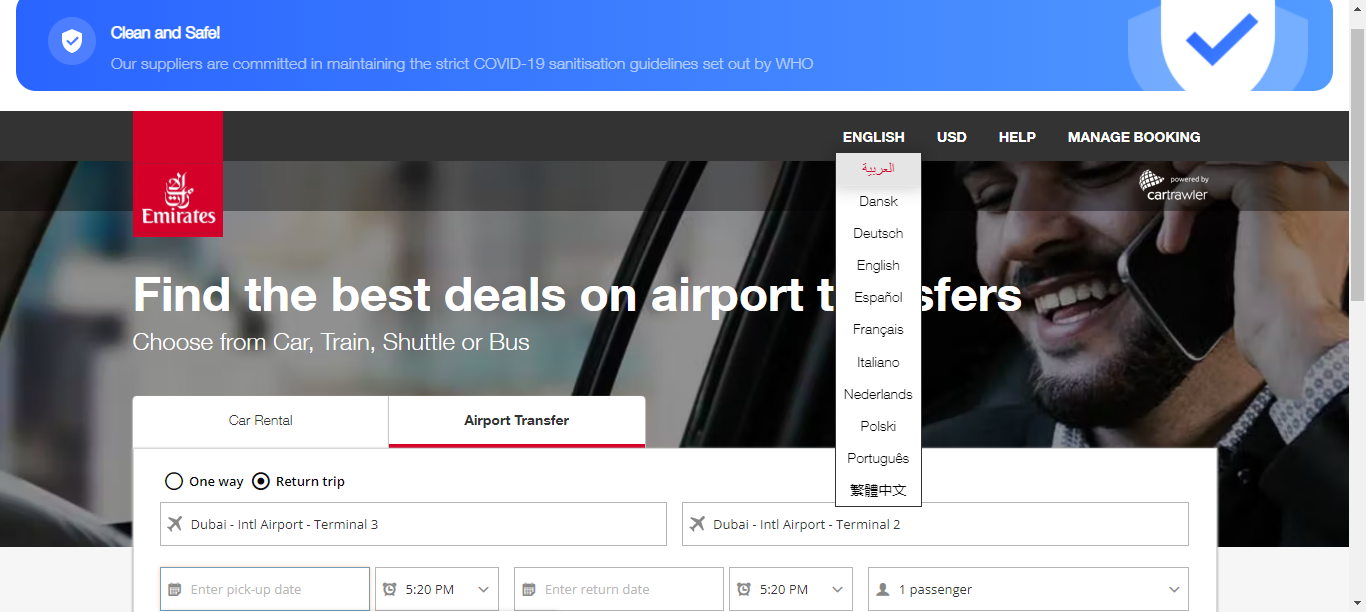 Clean and Safe!
Our suppliers are committed in maintaining the strict COVID-19 sanitisation guidelines set out by WHO
ENGLISH USD HELP MANAGE BOOKING
Emirates
powered by
cartrawler
العربية
Dansk
Deutsch
English
Español
Français
Italiano
Nederlands
Polski
Português
繁體中文
Find the best deals on airport t sfers
Choose from Car, Train, Shuttle or Bus
Car Rental Airport Transfer
One way Return trip
Dubai - Intl Airport - Terminal 3 Dubai - Intl Airport - Terminal 2
Enter pick-up date 5:20 PM Enter return date 5:20 PM 1 passenger